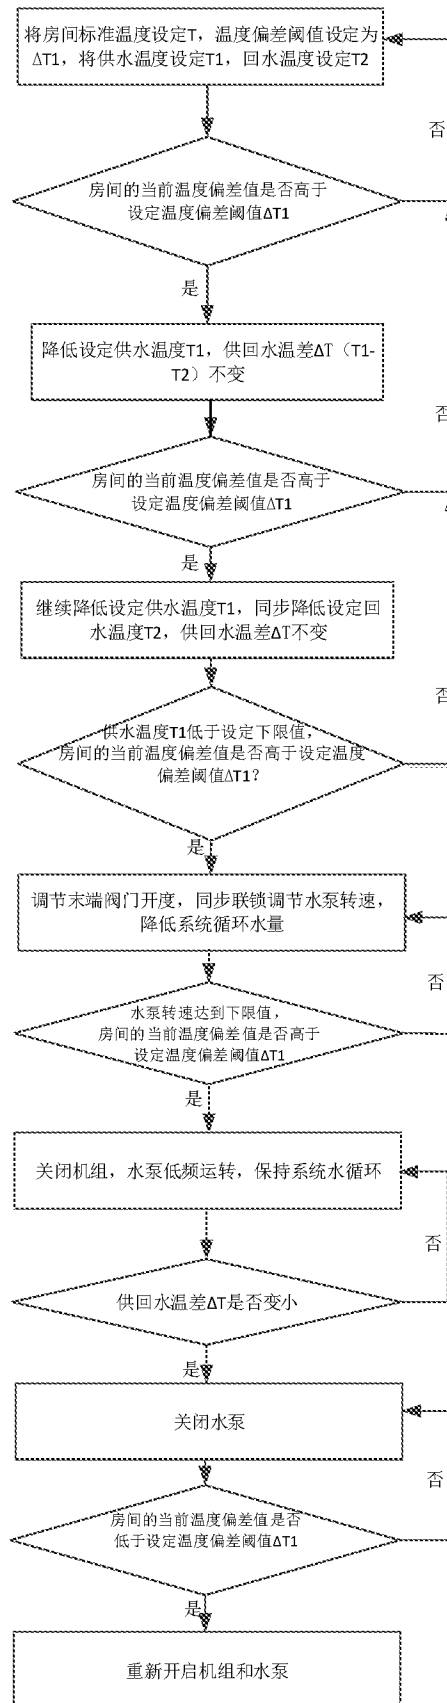 将房间标准温度设定T，温度偏差阈值设定为
ΔT1，将供水温度设定T1，回水温度设定T2
否
房间的当前温度偏差值是否高于
设定温度偏差阈值ΔT1
是
降低设定供水温度T1，供回水温差ΔT（T1-
T2）不变
否
房间的当前温度偏差值是否高于
设定温度偏差阈值ΔT1
是
继续降低设定供水温度T1，同步降低设定回
水温度T2，供回水温差ΔT不变
否
供水温度T1低于设定下限值，
房间的当前温度偏差值是否高于设定温度
偏差阈值ΔT1？
是
调节末端阀门开度，同步联锁调节水泵转速，
降低系统循环水量
否
水泵转速达到下限值，
房间的当前温度偏差值是否高于
设定温度偏差阈值ΔT1
是
关闭机组，水泵低频运转，保持系统水循环
否
供回水温差ΔT是否变小
是
关闭水泵
否
房间的当前温度偏差值是否
低于设定温度偏差阈值ΔT1
是
重新开启机组和水泵